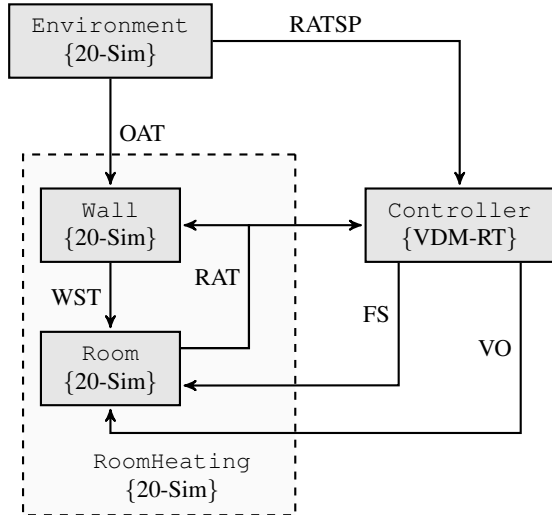 Environment
{20-Sim}
RATSP
OAT
Wall
{20-Sim}
Controller
{VDM-RT}
WST
RAT
FS
VO
Room
{20-Sim}
RoomHeating
{20-Sim}